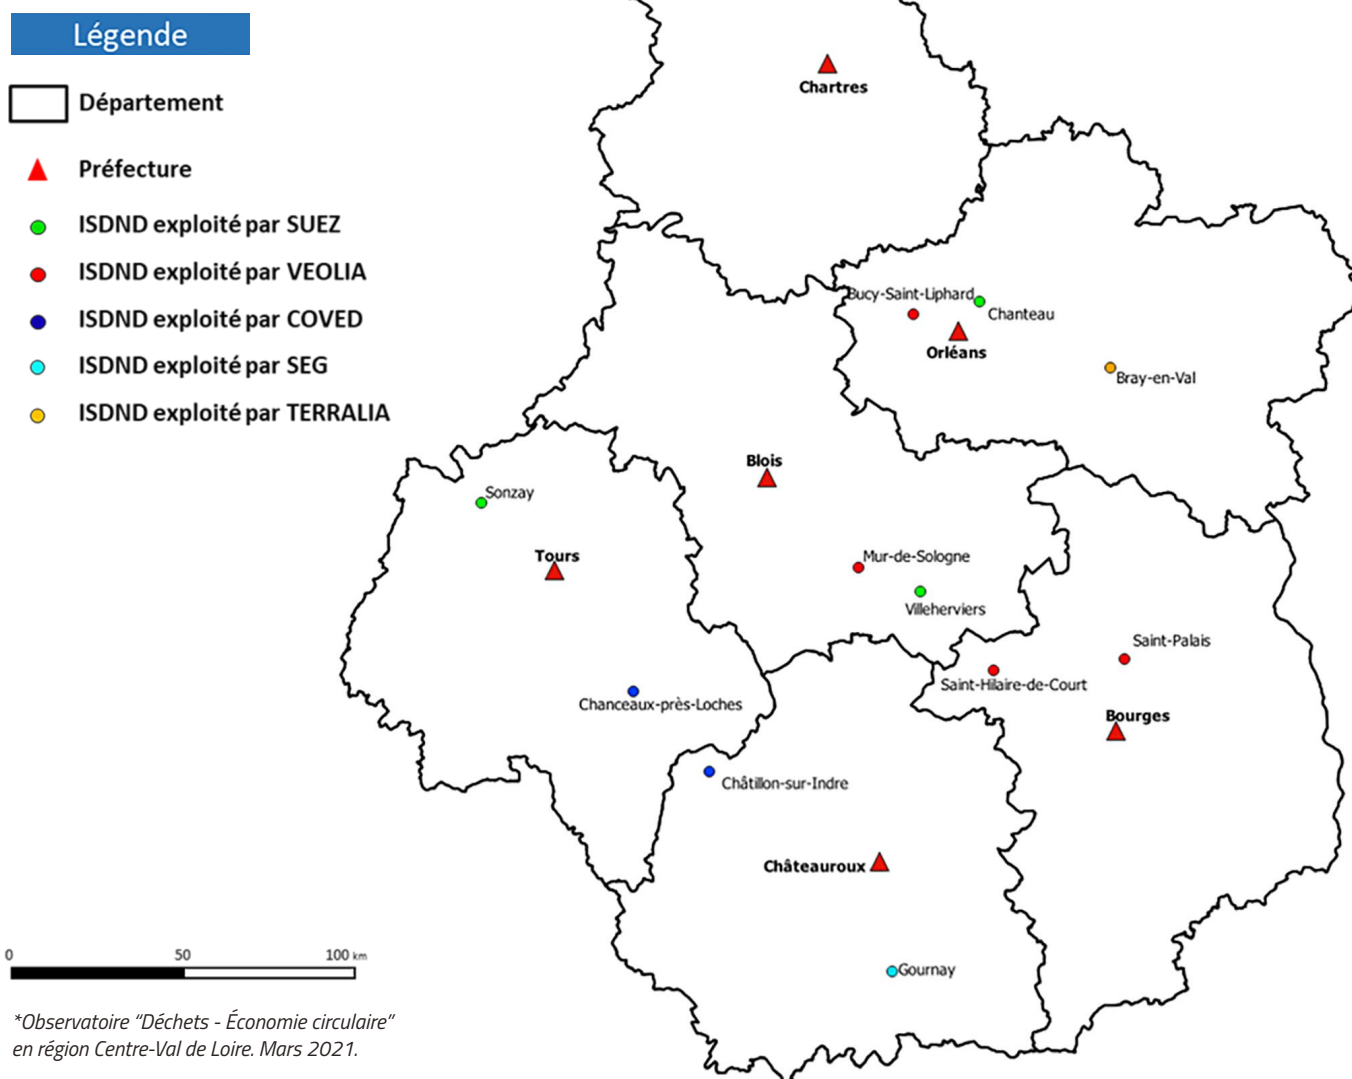 Légende
Département
Préfecture
ISDND exploité par SUEZ
ISDND exploité par VEOLIA
ISDND exploité par COVED
ISDND exploité par SEG
ISDND exploité par TERRALIA
Chartres
Bucy-Saint-Liphard
Chanteau
Orléans
Bray-en-Val
Blois
Sonzay
Tours
Mur-de-Sologne
Villeherviers
Saint-Palais
Saint-Hilaire-de-Court
Chanceaux-près-Loches
Bourges
Châtillon-sur-Indre
Châteauroux
Gournay
0 50 100 km
*Observatoire “Déchets - Économie circulaire”
en région Centre-Val de Loire. Mars 2021.